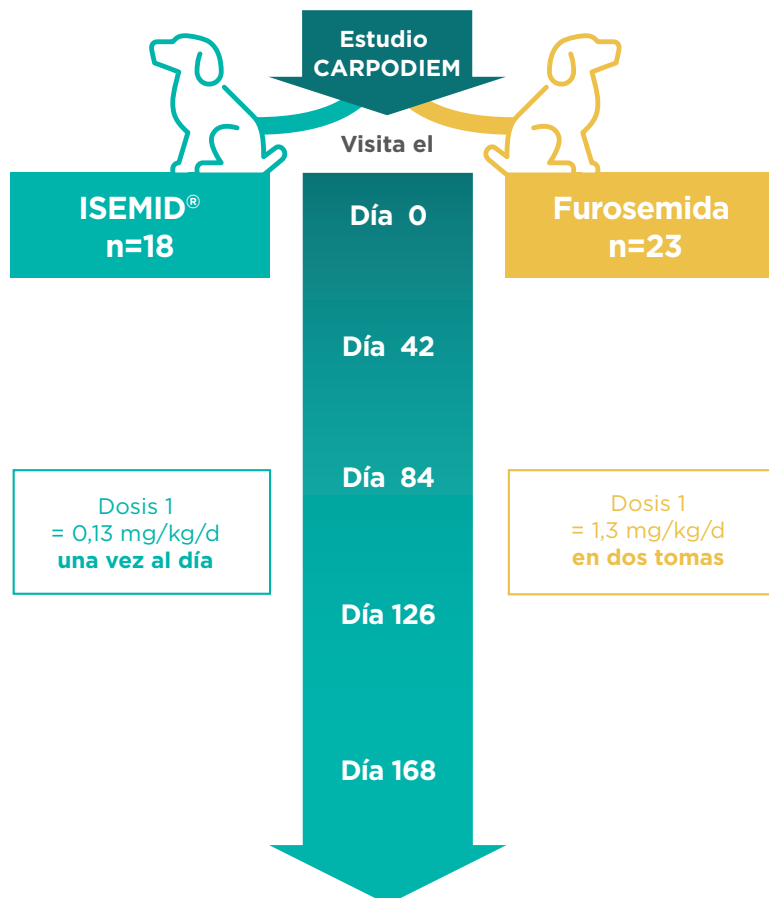 Estudio
CARPODIEM
Visita el
ISEMID®
n=18
Furosemida
n=23
Día 0
Día 42
Día 84
Dosis 1
= 0,13 mg/kg/d
una vez al día
Dosis 1
= 1,3 mg/kg/d
en dos tomas
Día 126
Día 168